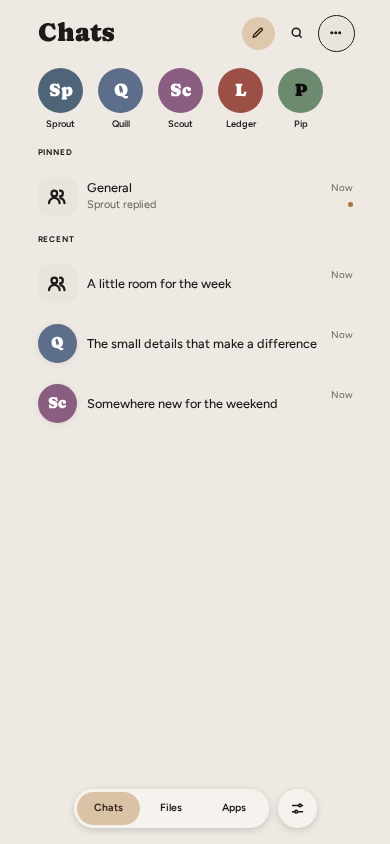 Chats
Sp Q Sc L P
Sprout Quill Scout Ledger Pip
PINNED
General Now
Sprout replied
RECENT
A little room for the week Now
Q The small details that make a difference Now
Sc Somewhere new for the weekend Now
Chats Files Apps